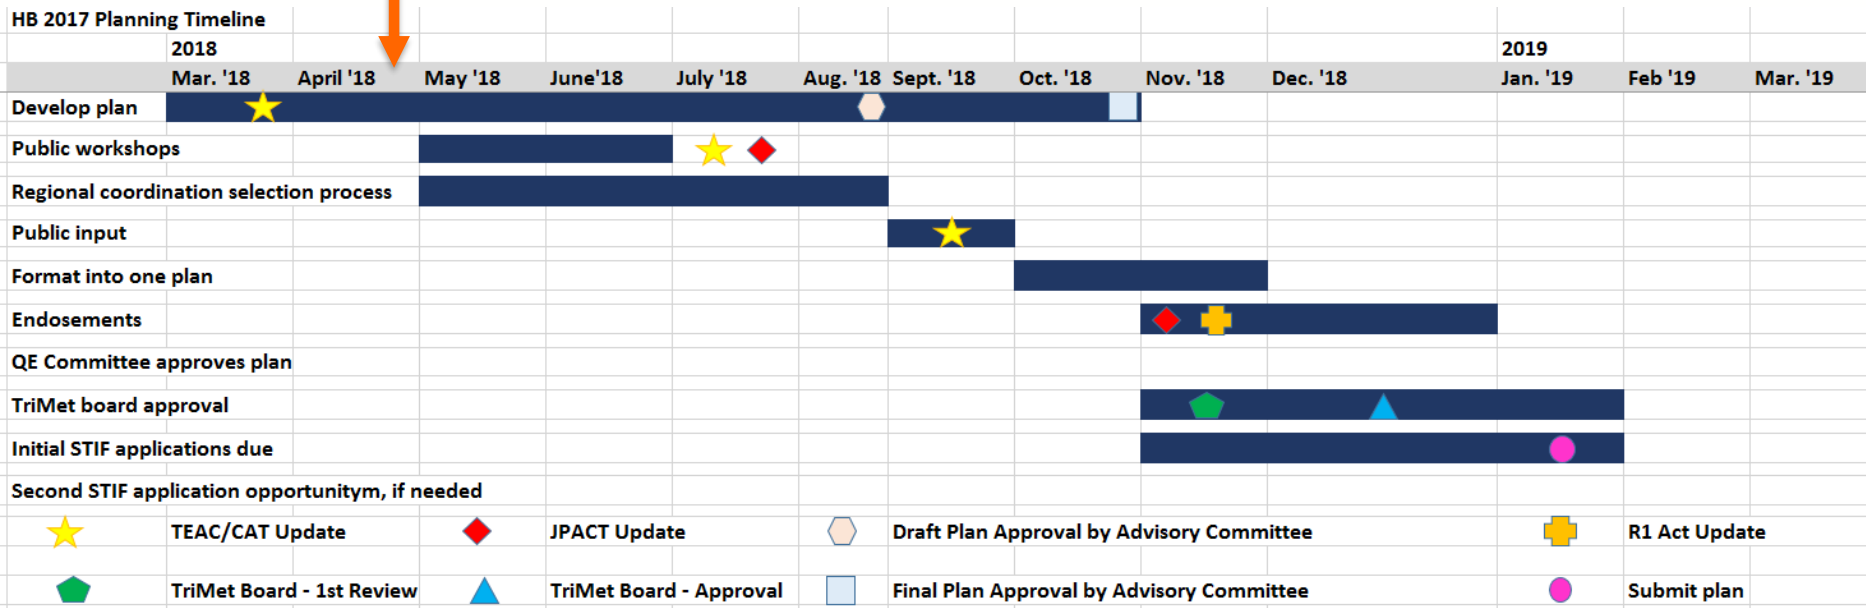 HB 2017 Planning Timeline
2018 2019
Mar. '18 April '18 May '18 June'18 July '18 Aug. '18 Sept. '18 Oct. '18 Nov. '18 Dec. '18 Jan. '19 Feb '19 Mar. '19
Develop plan
Public workshops
Regional coordination selection process
Public input
Format into one plan
Endosements
QE Committee approves plan
TriMet board approval
Initial STIF applications due
Second STIF application opportunitym, if needed
TEAC/CAT Update JPACT Update Draft Plan Approval by Advisory Committee R1 Act Update
TriMet Board - 1st Review TriMet Board - Approval Final Plan Approval by Advisory Committee Submit plan